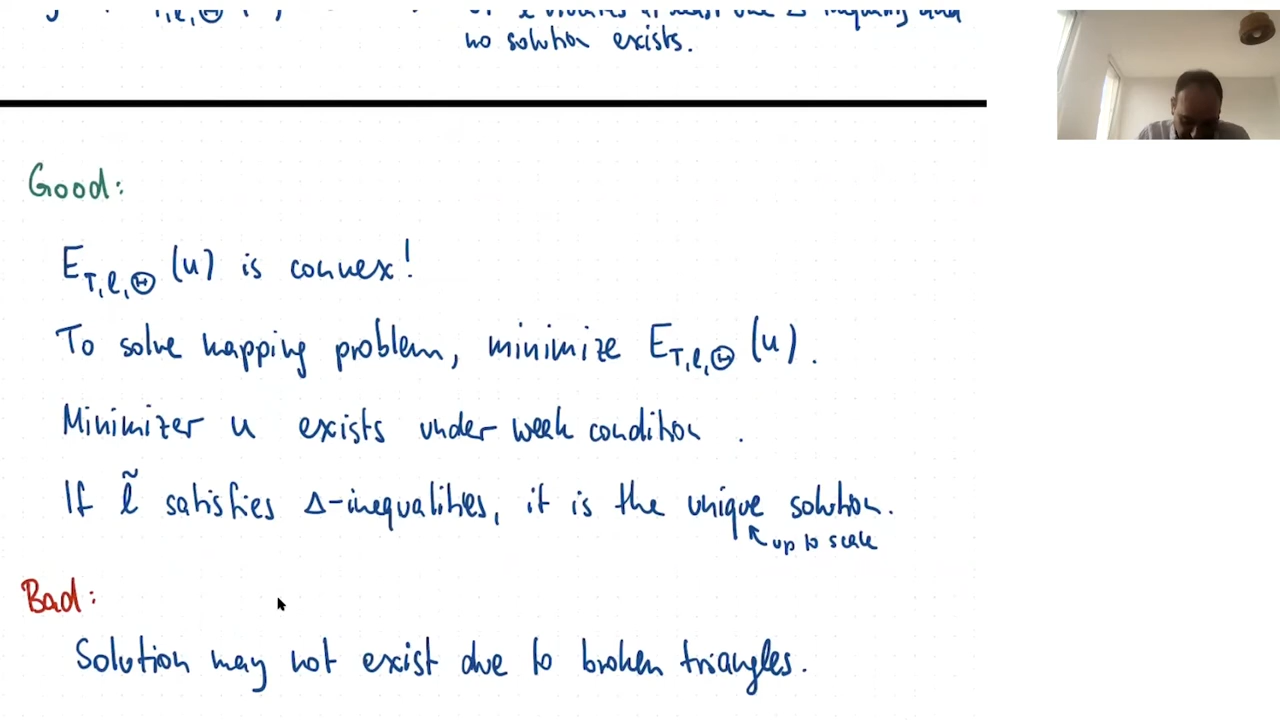 no solution exists.
Good:
E_{T,ℓ,Θ}(u) is convex!
To solve mapping problem, minimize E_{T,ℓ,Θ}(u).
Minimizer u exists under weak condition.
If ℓ̃ satisfies Δ-inequalities, it is the unique solution.
up to scale
Bad:
Solution may not exist due to broken triangles.